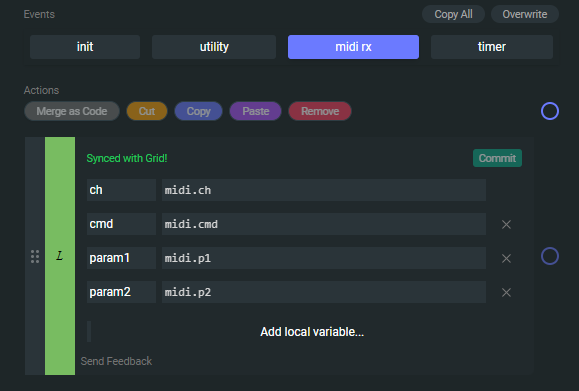 Events
Copy All
Overwrite
init
utility
midi rx
timer
Actions
Merge as Code
Cut
Copy
Paste
Remove
Synced with Grid!
Commit
ch midi.ch
cmd midi.cmd
L
param1 midi.p1
param2 midi.p2
Add local variable...
Send Feedback